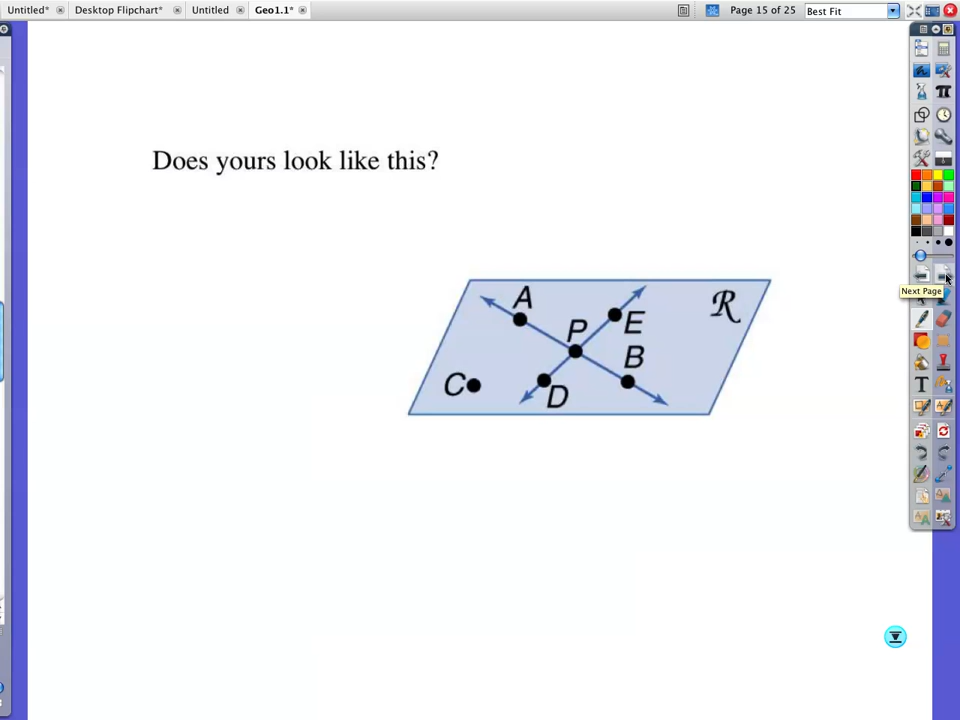 Untitled* Desktop Flipchart* Untitled Geo1.1* Page 15 of 25 Best Fit
Does yours look like this?
Next Page
A
E
R
P
B
C
D
T